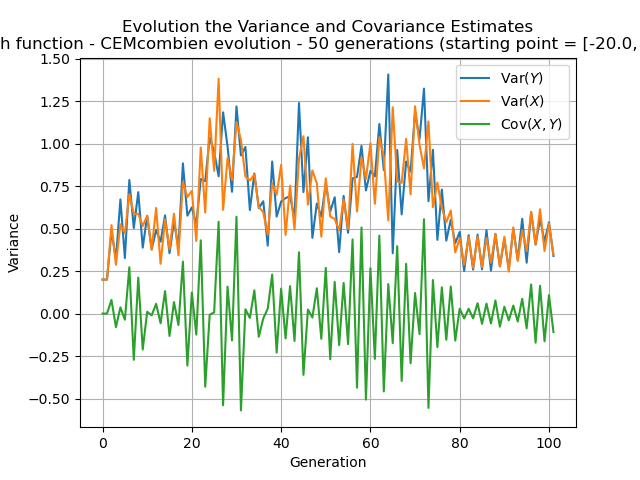 Evolution the Variance and Covariance Estimates
h function - CEMcombien evolution - 50 generations (starting point = [-20.0,
1.50
1.25
1.00
0.75
0.50
0.25
0.00
−0.25
−0.50
Variance
Var(Y)
Var(X)
Cov(X, Y)
0 20 40 60 80 100
Generation